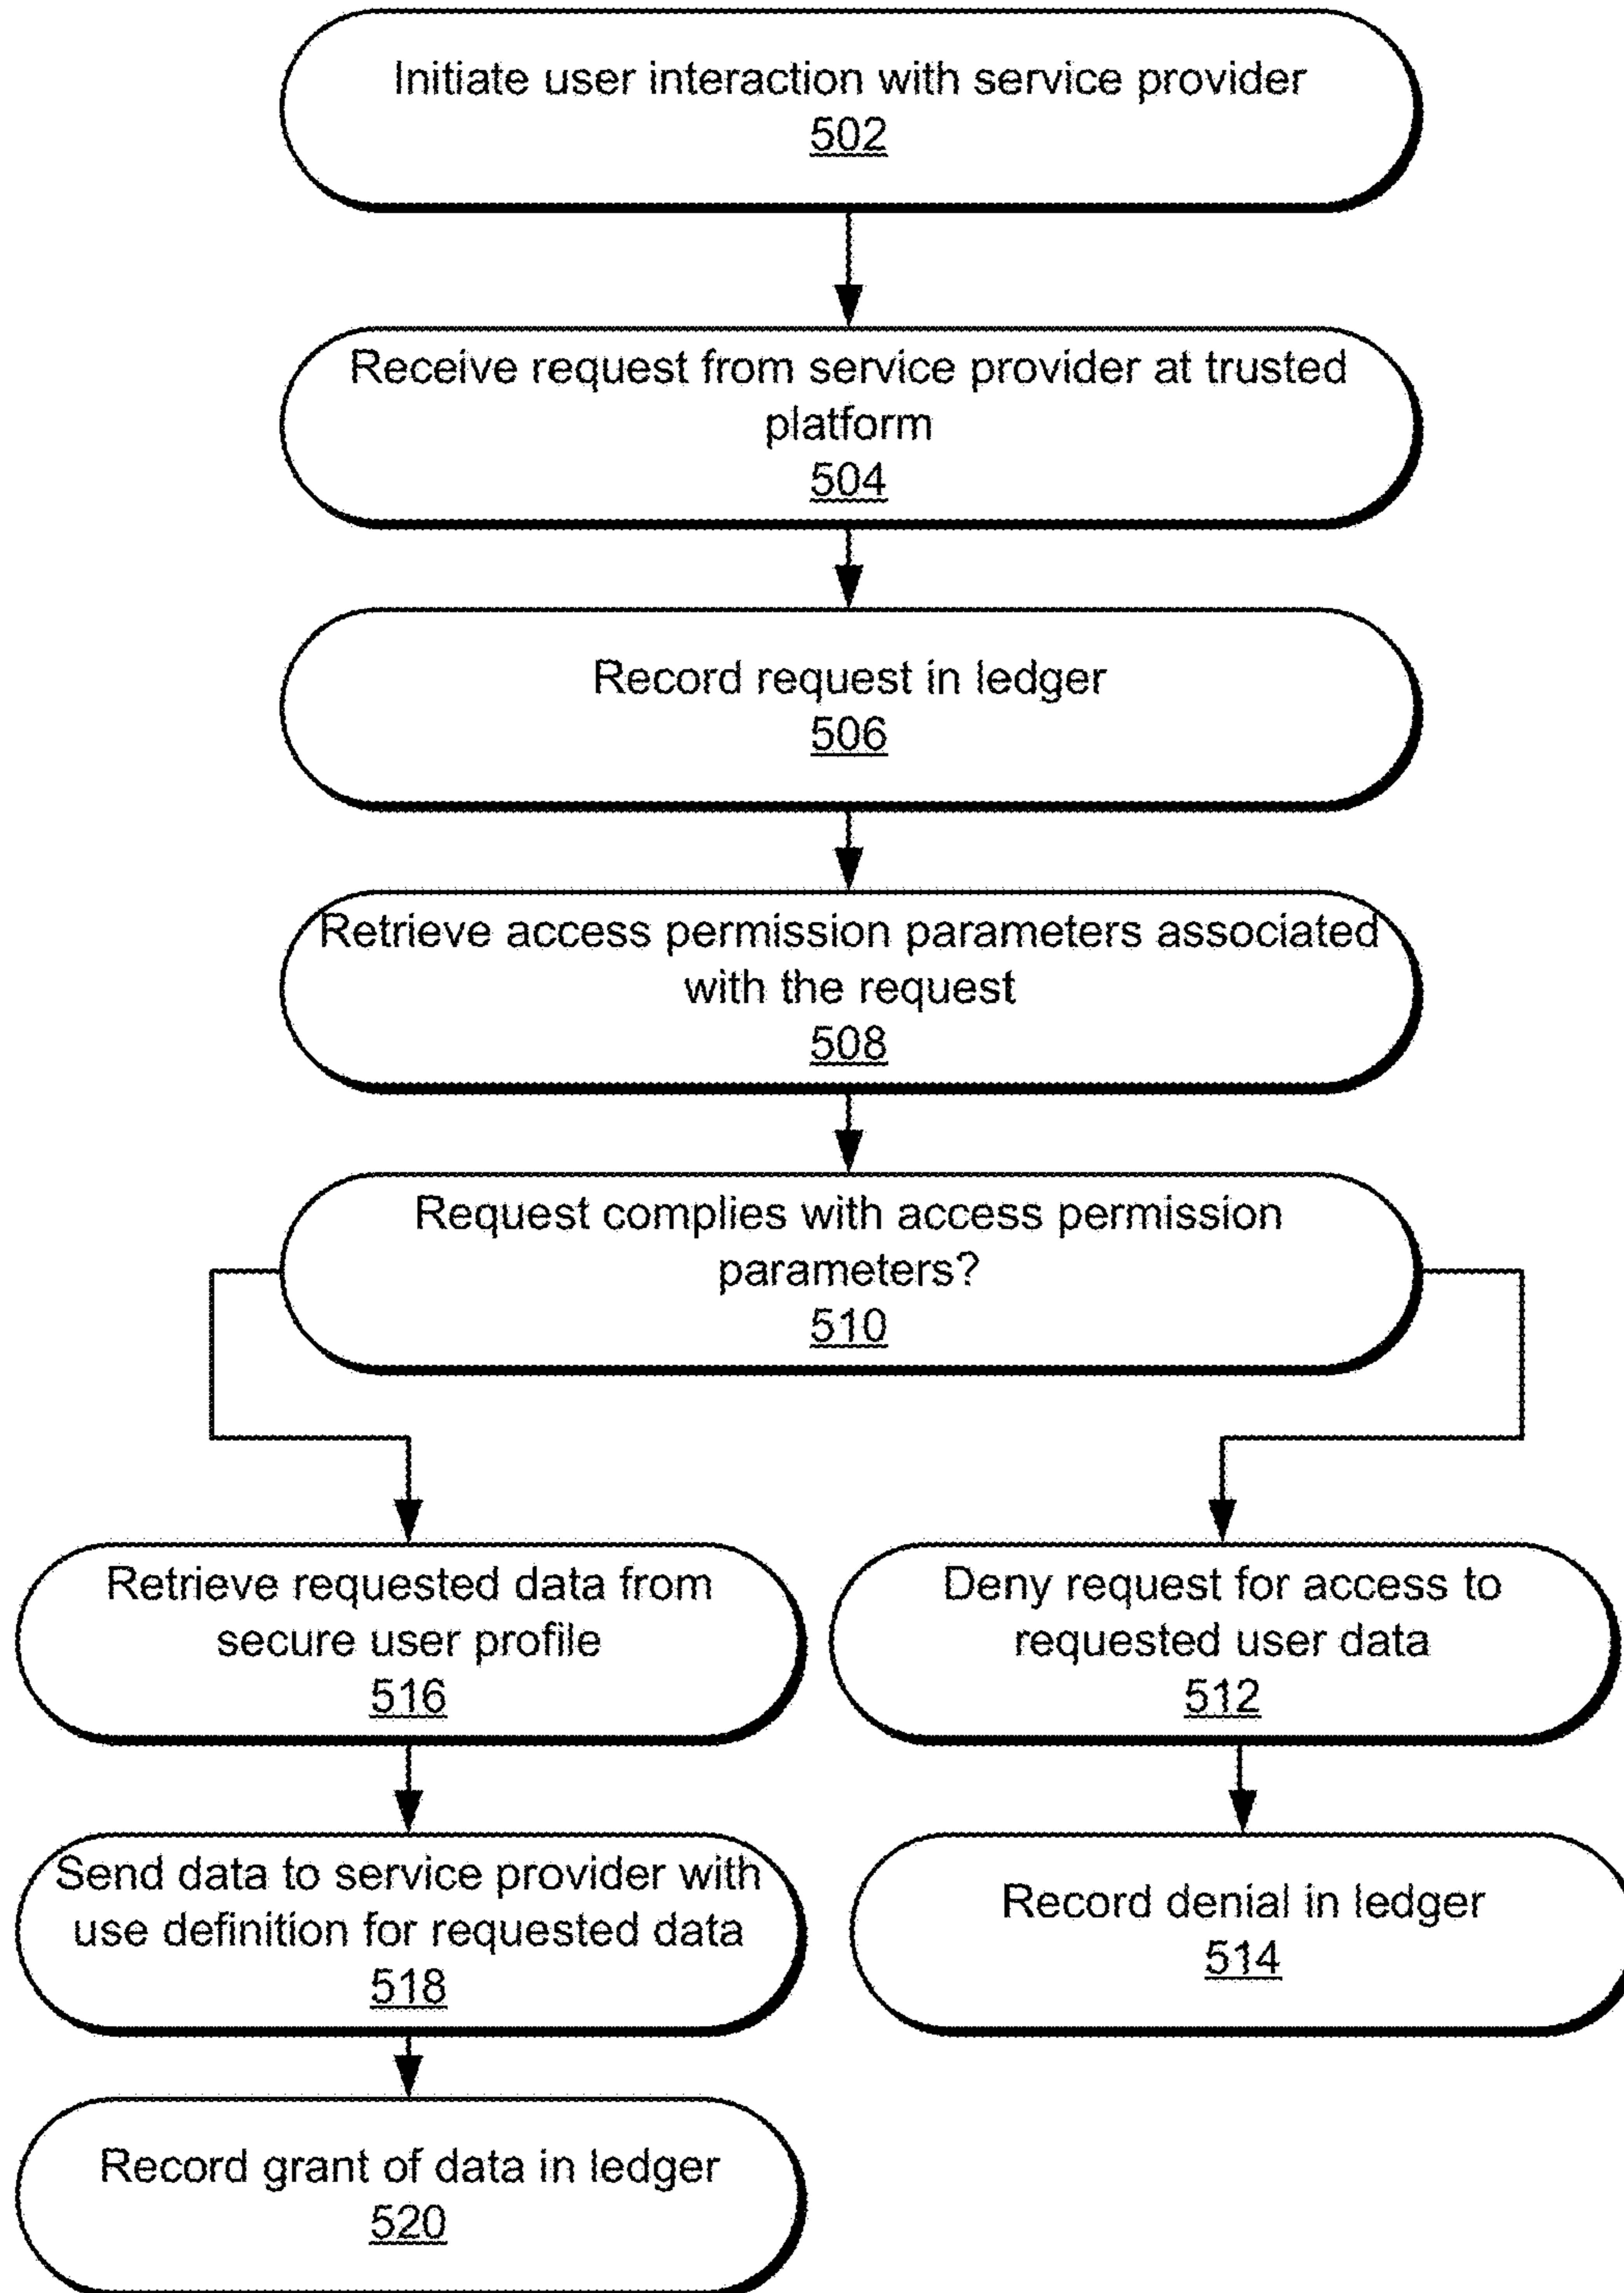 Initiate user interaction with service provider
502
Receive request from service provider at trusted
platform
504
Record request in ledger
506
Retrieve access permission parameters associated
with the request
508
Request complies with access permission
parameters?
510
Retrieve requested data from
secure user profile
516
Deny request for access to
requested user data
512
Send data to service provider with
use definition for requested data
518
Record denial in ledger
514
Record grant of data in ledger
520